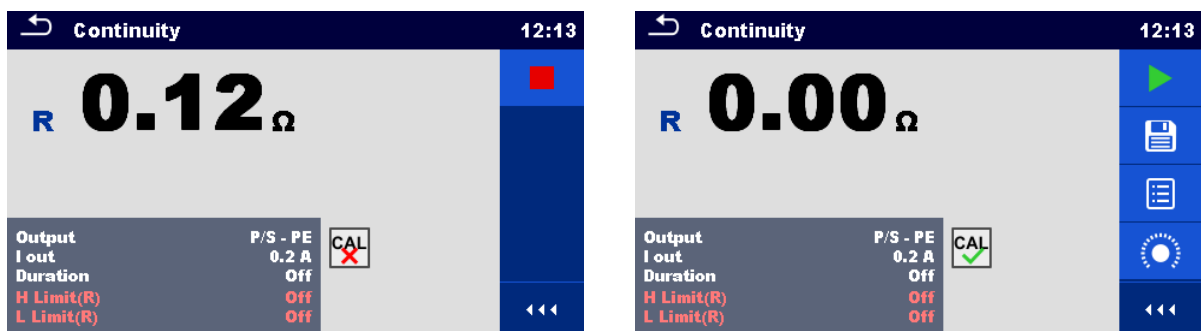 Continuity 12:13
R 0.12 Ω
Output P/S - PE
I out 0.2 A
Duration Off
H Limit(R) Off
L Limit(R) Off
CAL
Continuity 12:13
R 0.00 Ω
Output P/S - PE
I out 0.2 A
Duration Off
H Limit(R) Off
L Limit(R) Off
CAL